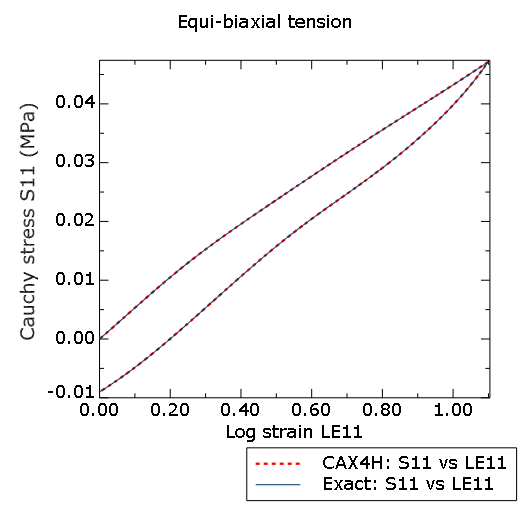 Equi-biaxial tension
Cauchy stress S11 (MPa)
0.04
0.03
0.02
0.01
0.00
-0.01
0.00 0.20 0.40 0.60 0.80 1.00
Log strain LE11
CAX4H: S11 vs LE11
Exact: S11 vs LE11